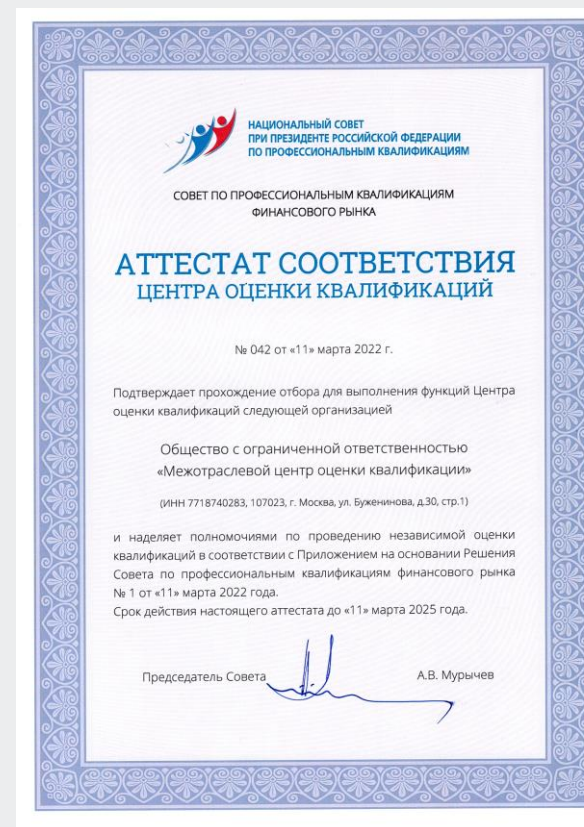 НАЦИОНАЛЬНЫЙ СОВЕТ
ПРИ ПРЕЗИДЕНТЕ РОССИЙСКОЙ ФЕДЕРАЦИИ
ПО ПРОФЕССИОНАЛЬНЫМ КВАЛИФИКАЦИЯМ
СОВЕТ ПО ПРОФЕССИОНАЛЬНЫМ КВАЛИФИКАЦИЯМ
ФИНАНСОВОГО РЫНКА
АТТЕСТАТ СООТВЕТСТВИЯ
ЦЕНТРА ОЦЕНКИ КВАЛИФИКАЦИЙ
№ 042 от «11» марта 2022 г.
Подтверждает прохождение отбора для выполнения функций Центра
оценки квалификаций следующей организацией
Общество с ограниченной ответственностью
«Межотраслевой центр оценки квалификации»
(ИНН 7718740283, 107023, г. Москва, ул. Буженинова, д.30, стр.1)
и наделяет полномочиями по проведению независимой оценки
квалификаций в соответствии с Приложением на основании Решения
Совета по профессиональным квалификациям финансового рынка
№ 1 от «11» марта 2022 года.
Срок действия настоящего аттестата до «11» марта 2025 года.
Председатель Совета А.В. Мурычев